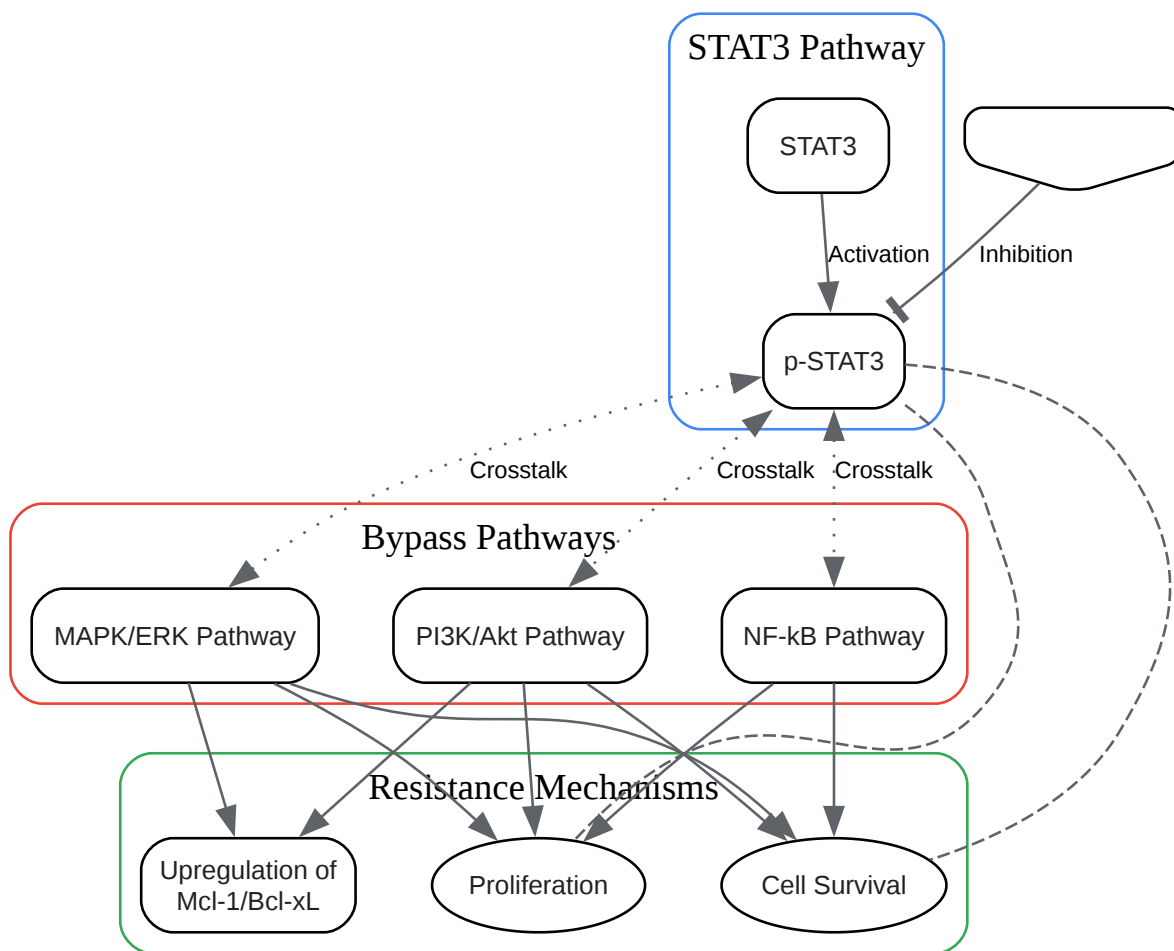 STAT3 Pathway
STAT3
Activation
Inhibition
p-STAT3
Crosstalk
Crosstalk
Crosstalk
Bypass Pathways
MAPK/ERK Pathway
PI3K/Akt Pathway
NF-kB Pathway
Resistance Mechanisms
Upregulation of
Mcl-1/Bcl-xL
Proliferation
Cell Survival